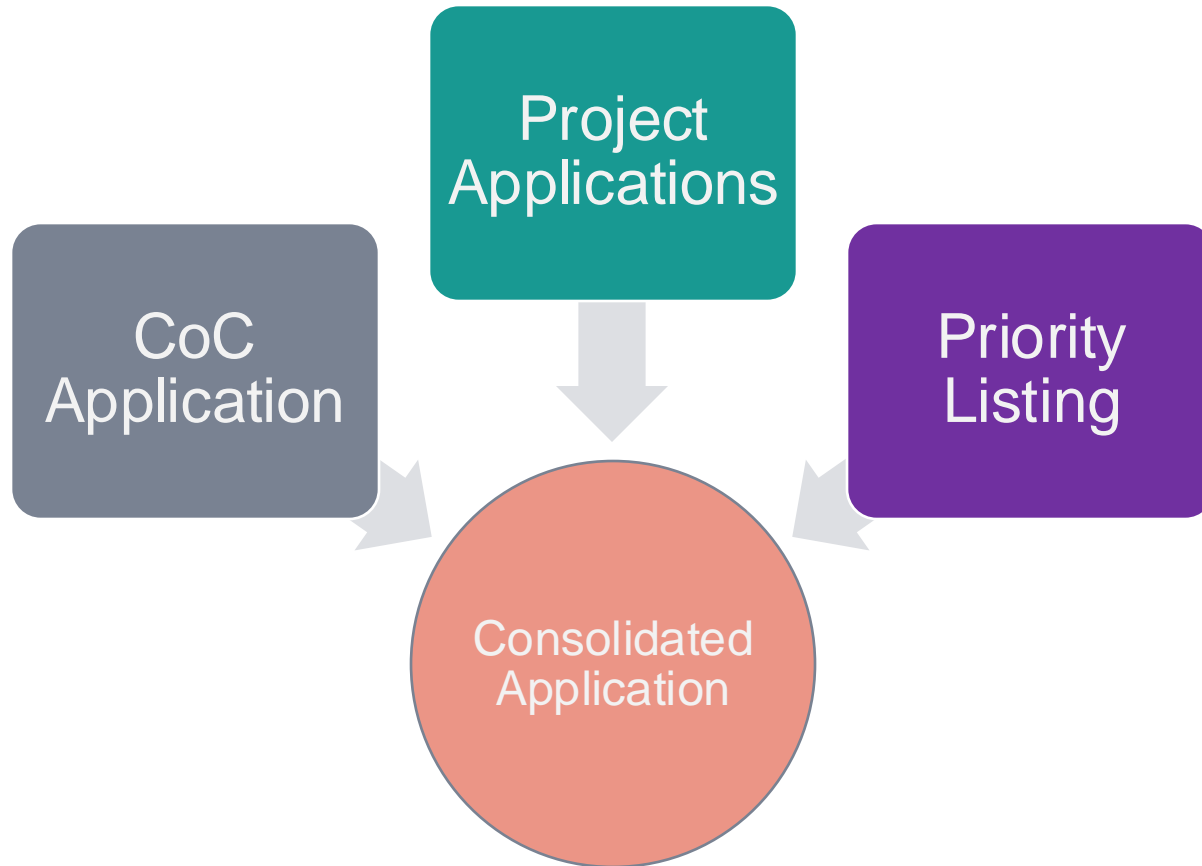 Project
Applications
CoC
Application
Priority
Listing
Consolidated
Application